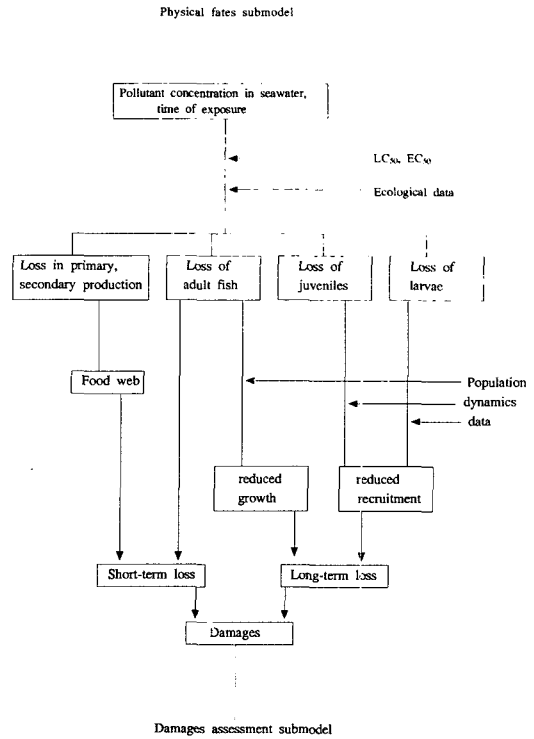 Physical fates submodel
Pollutant concentration in seawater,
time of exposure
LC₅₀, EC₅₀
Ecological data
Loss in primary,
secondary production
Loss of
adult fish
Loss of
juveniles
Loss of
larvae
Food web
Population
dynamics
data
reduced
growth
reduced
recruitment
Short-term loss
Long-term loss
Damages
Damages assessment submodel